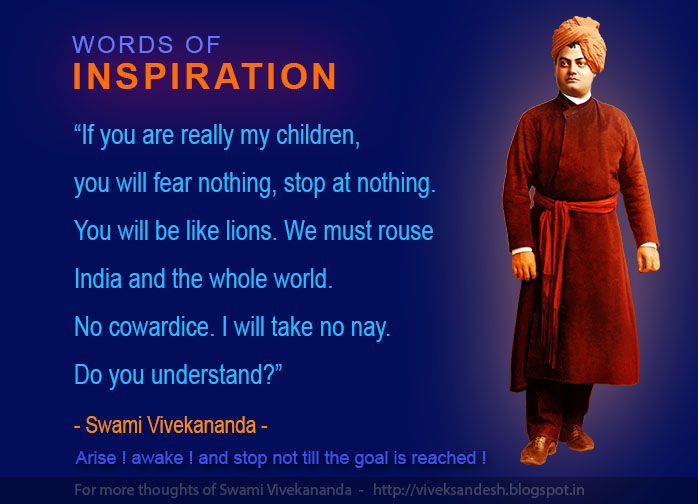 WORDS OF
INSPIRATION
“If you are really my children,
you will fear nothing, stop at nothing.
You will be like lions. We must rouse
India and the whole world.
No cowardice. I will take no nay.
Do you understand?”
- Swami Vivekananda -
Arise ! awake ! and stop not till the goal is reached !
For more thoughts of Swami Vivekananda  -  http://viveksandesh.blogspot.in